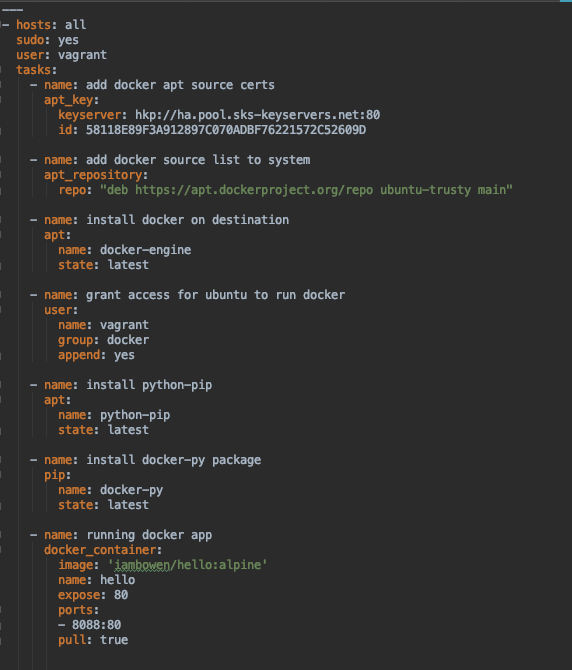 ---
- hosts: all
  sudo: yes
  user: vagrant
  tasks:
    - name: add docker apt source certs
      apt_key:
        keyserver: hkp://ha.pool.sks-keyservers.net:80
        id: 58118E89F3A912897C070ADBF76221572C52609D
    - name: add docker source list to system
      apt_repository:
        repo: "deb https://apt.dockerproject.org/repo ubuntu-trusty main"
    - name: install docker on destination
      apt:
        name: docker-engine
        state: latest
    - name: grant access for ubuntu to run docker
      user:
        name: vagrant
        group: docker
        append: yes
    - name: install python-pip
      apt:
        name: python-pip
        state: latest
    - name: install docker-py package
      pip:
        name: docker-py
        state: latest
    - name: running docker app
      docker_container:
        image: 'iambowen/hello:alpine'
        name: hello
        expose: 80
        ports:
        - 8088:80
        pull: true